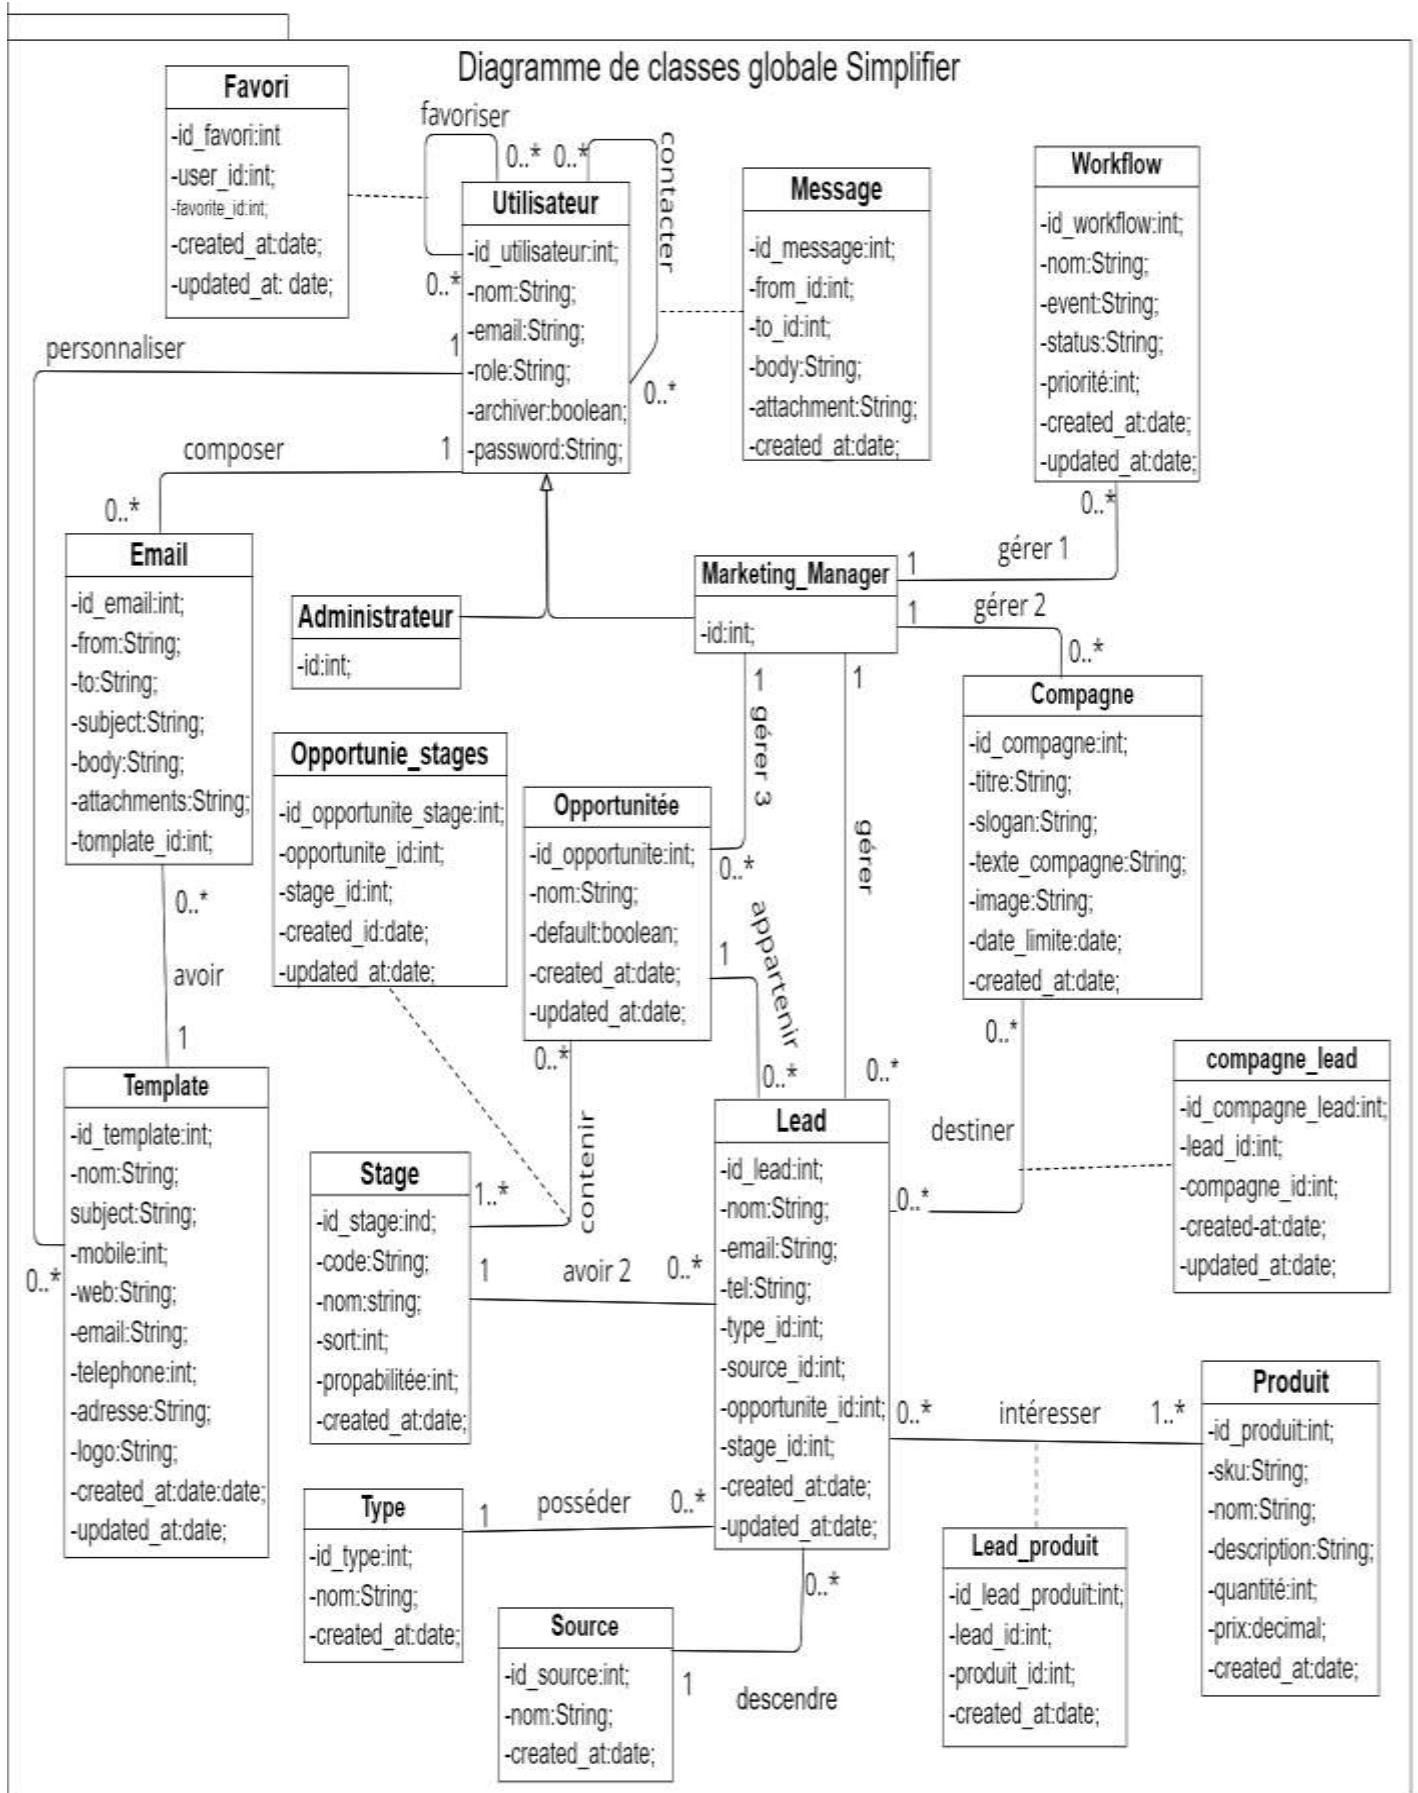 Diagramme de classes globale Simplifier
Favori
-id_favori:int
-user_id:int;
-favorite_id:int;
-created_at:date;
-updated_at: date;
favoriser
0..*
0..*
contacter
0..*
0..*
Utilisateur
-id_utilisateur:int;
-nom:String;
-email:String;
-role:String;
-archiver:boolean;
-password:String;
Message
-id_message:int;
-from_id:int;
-to_id:int;
-body:String;
-attachment:String;
-created_at:date;
Workflow
-id_workflow:int;
-nom:String;
-event:String;
-status:String;
-priorité:int;
-created_at:date;
-updated_at:date;
personnaliser
1
composer
1
0..*
0..*
gérer 1
1
Email
-id_email:int;
-from:String;
-to:String;
-subject:String;
-body:String;
-attachments:String;
-tomplate_id:int;
Administrateur
-id:int;
Marketing_Manager
-id:int;
gérer 2
1
0..*
1
1
gérer 3
gérer
Compagne
-id_compagne:int;
-titre:String;
-slogan:String;
-texte_compagne:String;
-image:String;
-date_limite:date;
-created_at:date;
Opportunie_stages
-id_opportunite_stage:int;
-opportunite_id:int;
-stage_id:int;
-created_id:date;
-updated_at:date;
Opportunitée
-id_opportunite:int;
-nom:String;
-default:boolean;
-created_at:date;
-updated_at:date;
0..*
0..*
avoir
1
1
appartenir
0..*
0..*
0..*
0..*
contenir
destiner
0..*
compagne_lead
-id_compagne_lead:int;
-lead_id:int;
-compagne_id:int;
-created-at:date;
-updated_at:date;
Template
-id_template:int;
-nom:String;
subject:String;
-mobile:int;
-web:String;
-email:String;
-telephone:int;
-adresse:String;
-logo:String;
-created_at:date:date;
-updated_at:date;
0..*
Stage
-id_stage:ind;
-code:String;
-nom:string;
-sort:int;
-propabilitée:int;
-created_at:date;
1..*
1
avoir 2
0..*
Lead
-id_lead:int;
-nom:String;
-email:String;
-tel:String;
-type_id:int;
-source_id:int;
-opportunite_id:int;
-stage_id:int;
-created_at:date;
-updated_at:date;
0..*
intéresser
1..*
Produit
-id_produit:int;
-sku:String;
-nom:String;
-description:String;
-quantité:int;
-prix:decimal;
-created_at:date;
Type
-id_type:int;
-nom:String;
-created_at:date;
1
posséder
0..*
0..*
Lead_produit
-id_lead_produit:int;
-lead_id:int;
-produit_id:int;
-created_at:date;
Source
-id_source:int;
-nom:String;
-created_at:date;
1
descendre